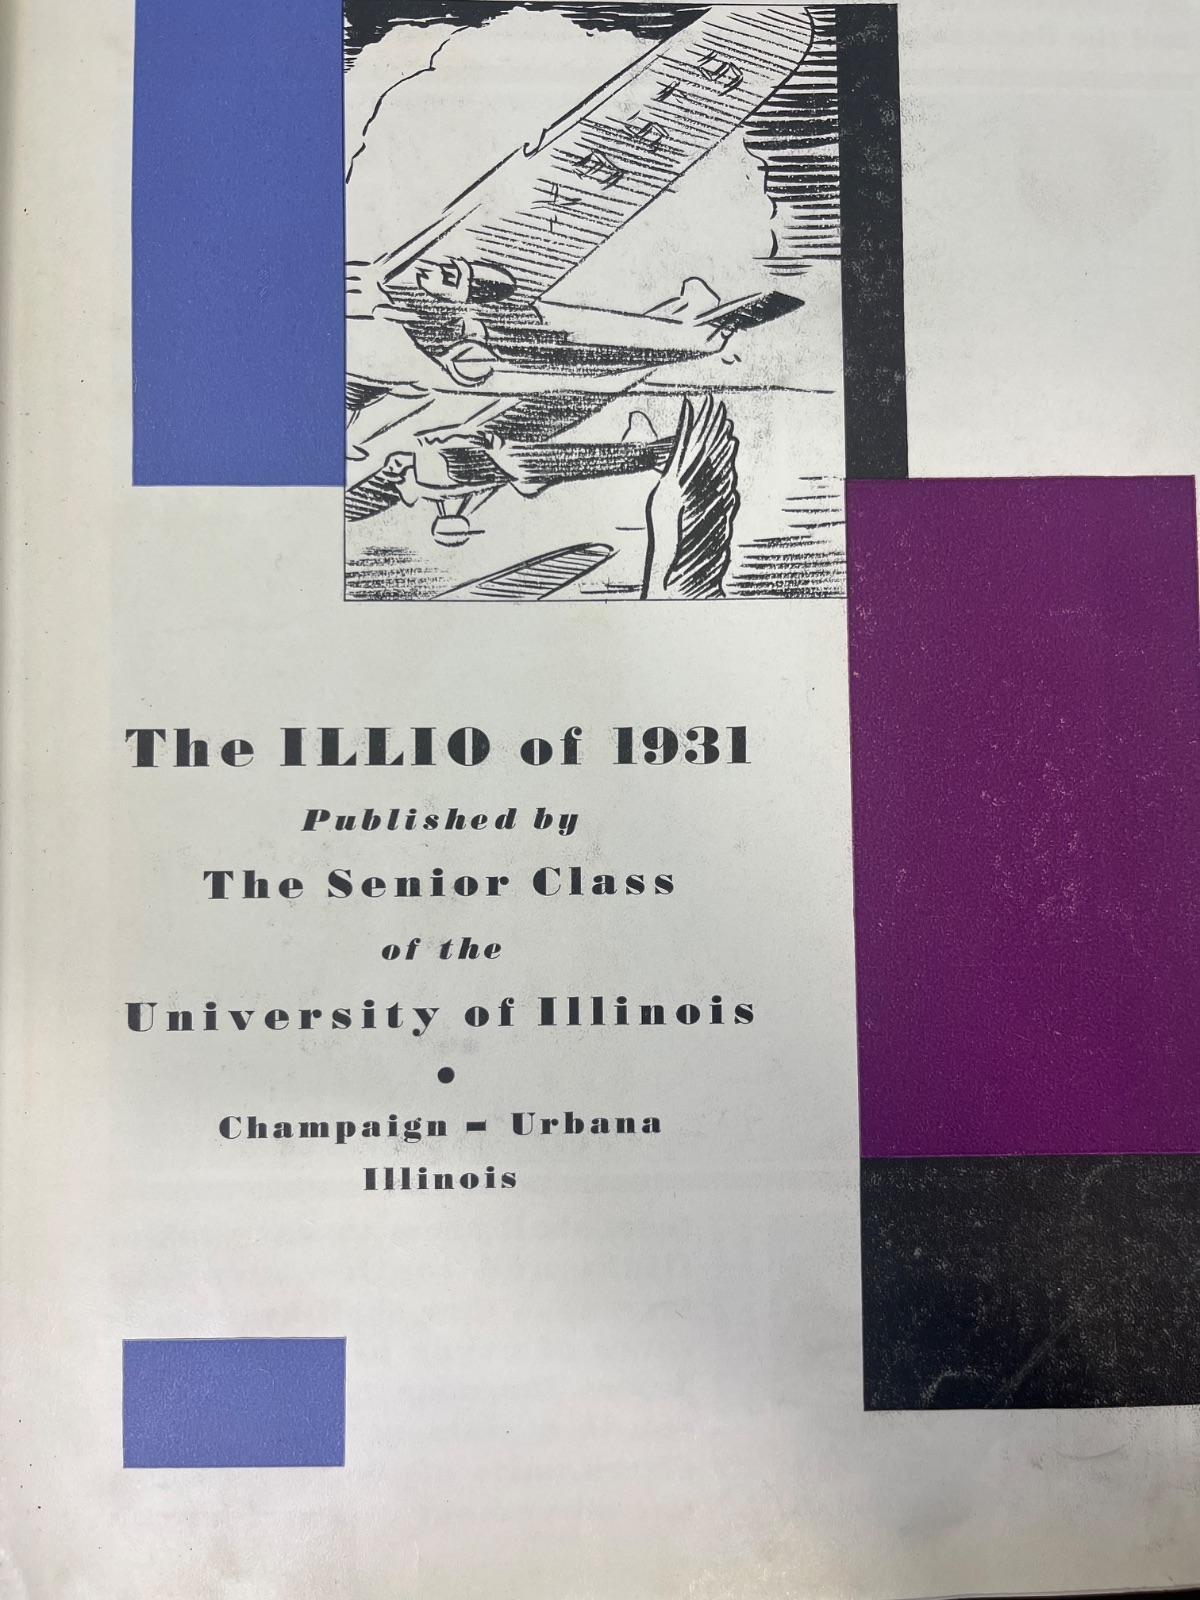 The ILLIO of 1931
Published by
The Senior Class
of the
University of Illinois
Champaign - Urbana
Illinois